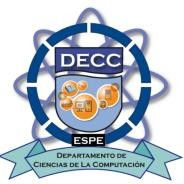 DECC
ESPE
DEPARTAMENTO DE
CIENCIAS DE LA COMPUTACIÓN